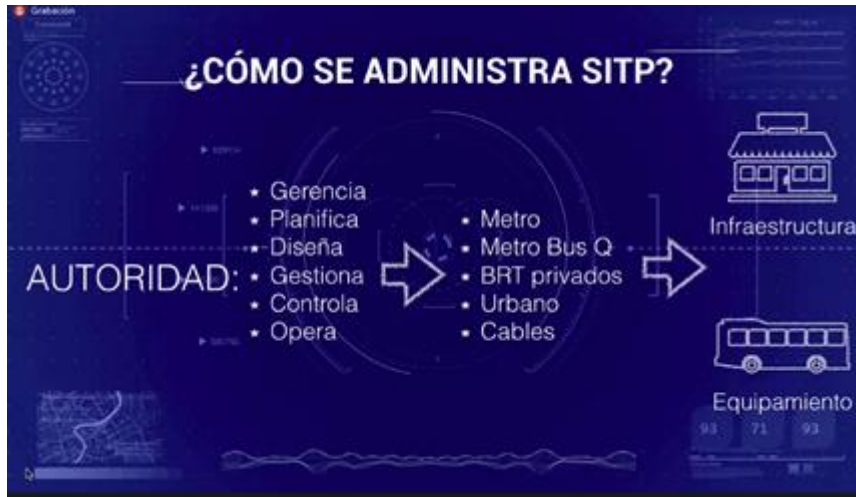 Grabación
¿CÓMO SE ADMINISTRA SITP?
AUTORIDAD:
★ Gerencia
★ Planifica
★ Diseña
★ Gestiona
★ Controla
★ Opera
★ Metro
★ Metro Bus Q
★ BRT privados
★ Urbano
★ Cables
Infraestructura
Equipamiento
93 71 93